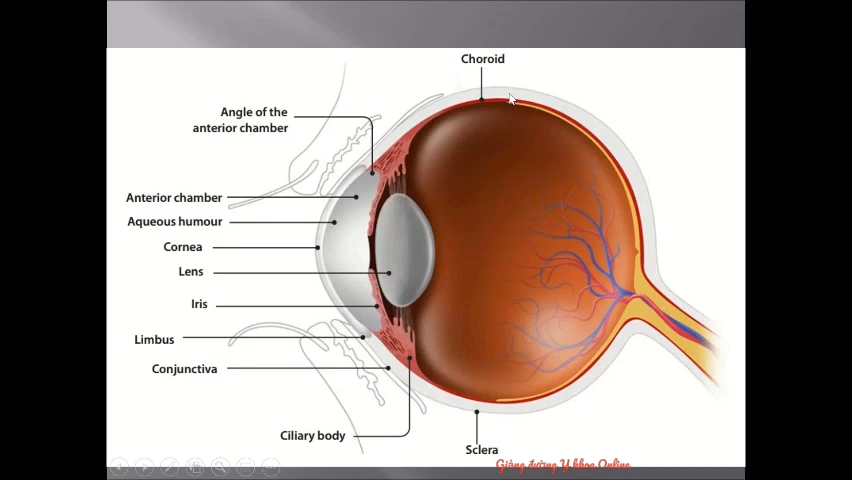 Choroid
Angle of the
anterior chamber
Anterior chamber
Aqueous humour
Cornea
Lens
Iris
Limbus
Conjunctiva
Ciliary body
Sclera
Giảng đường Y khoa Online